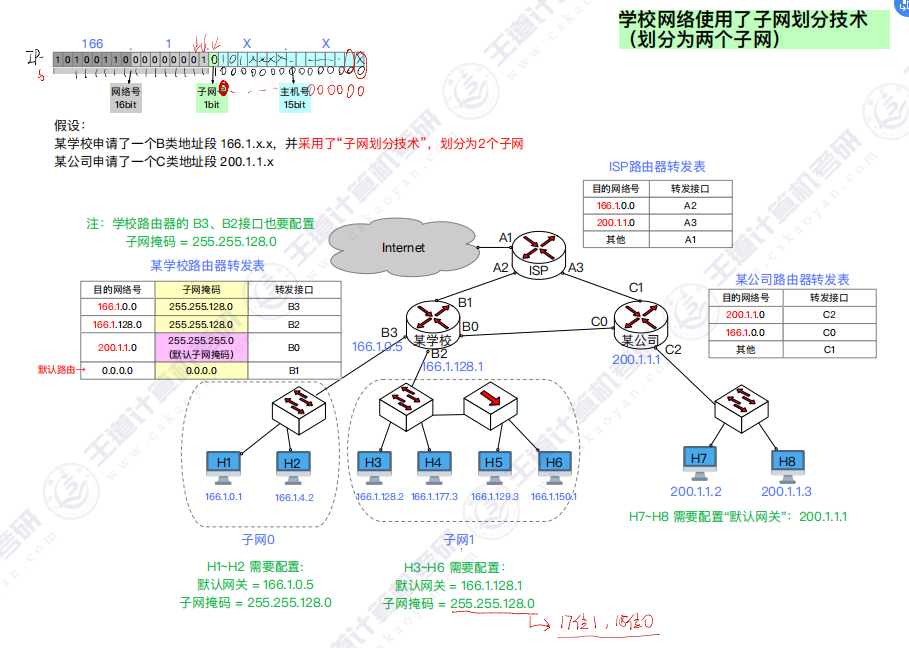 学校网络使用了子网划分技术
（划分为两个子网）
166 . 1 . X . X
IP
1 0 1 0 0 1 1 0 0 0 0 0 0 0 0 1 0
网络号
16bit
子网号
1bit
主机号
15bit
假设：
某学校申请了一个B类地址段 166.1.x.x，并采用了“子网划分技术”，划分为2个子网
某公司申请了一个C类地址段 200.1.1.x
ISP路由器转发表
目的网络号 转发接口
166.1.0.0 A2
200.1.1.0 A3
其他 A1
注：学校路由器的 B3、B2接口也要配置
子网掩码 = 255.255.128.0
某学校路由器转发表
目的网络号 子网掩码 转发接口
166.1.0.0 255.255.128.0 B3
166.1.128.0 255.255.128.0 B2
200.1.1.0 255.255.255.0 B0
(默认子网掩码)
默认路由→ 0.0.0.0 0.0.0.0 B1
Internet
A1
ISP
A2
A3
B1
B0
某学校
B3
166.1.0.5
B2
166.1.128.1
C1
C0
某公司
200.1.1.1
C2
某公司路由器转发表
目的网络号 转发接口
200.1.1.0 C2
166.1.0.0 C0
其他 C1
H1 H2 H3 H4 H5 H6 H7 H8
166.1.0.1 166.1.4.2 166.1.128.2 166.1.177.3 166.1.129.3 166.1.150.1
200.1.1.2 200.1.1.3
H7~H8 需要配置“默认网关”：200.1.1.1
子网0
子网1
H1~H2 需要配置:
默认网关 = 166.1.0.5
子网掩码 = 255.255.128.0
H3~H6 需要配置:
默认网关 = 166.1.128.1
子网掩码 = 255.255.128.0
17位1，15位0
王道计算机考研
www.cskaoyan.com